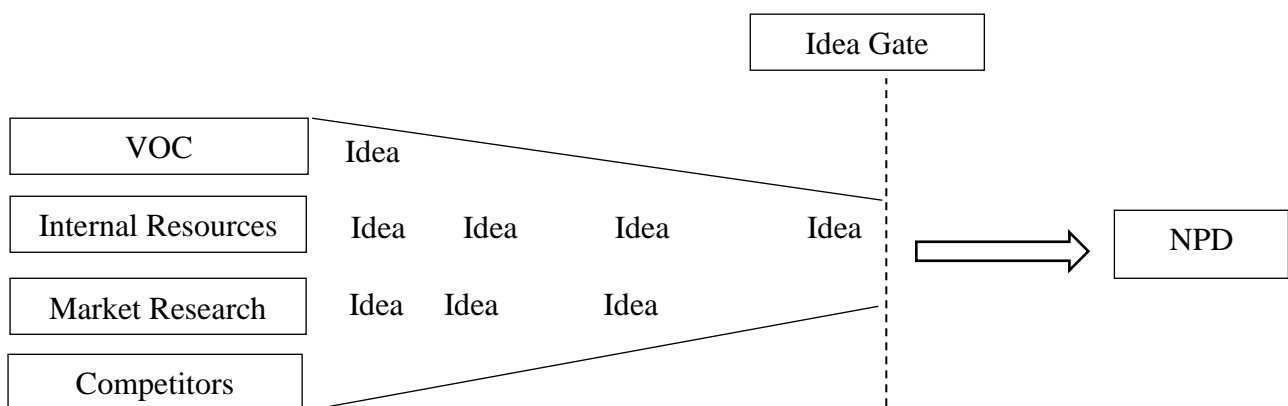 Idea Gate
VOC
Idea
Internal Resources
Idea Idea Idea Idea
NPD
Market Research
Idea Idea Idea
Competitors